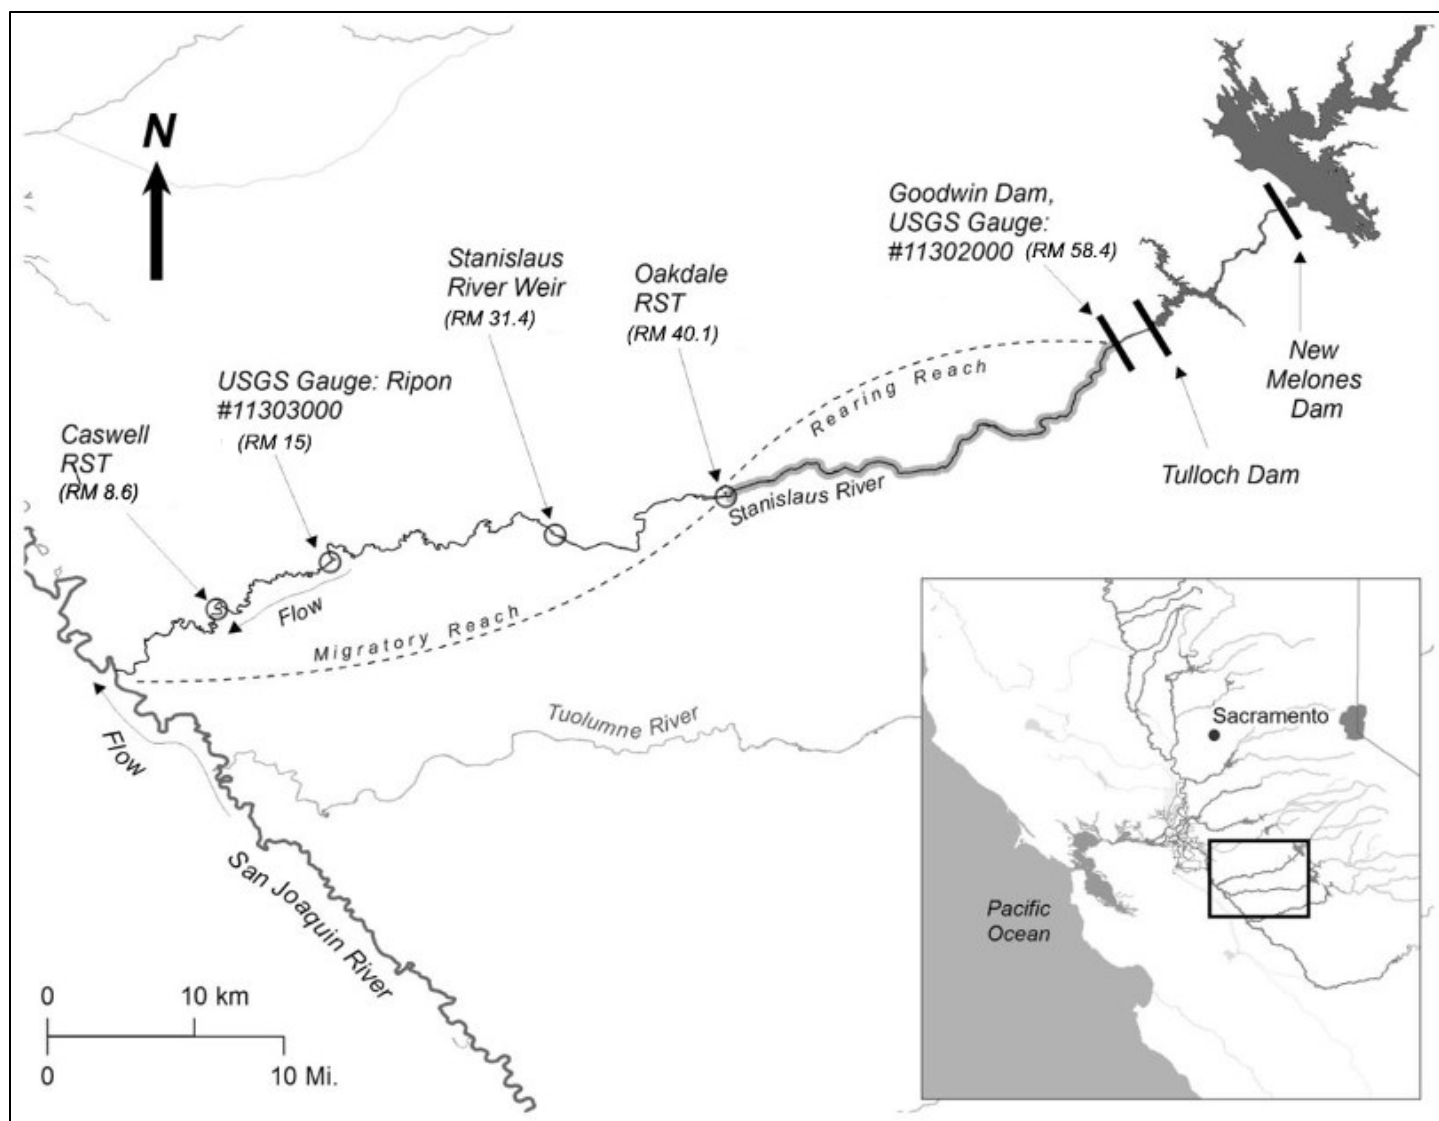 N
Goodwin Dam,
USGS Gauge:
#11302000 (RM 58.4)
Stanislaus
River Weir
(RM 31.4)
Oakdale
RST
(RM 40.1)
New
Melones
Dam
Tulloch Dam
USGS Gauge: Ripon
#11303000
(RM 15)
Caswell
RST
(RM 8.6)
Rearing Reach
Stanislaus River
Flow
Migratory Reach
Tuolumne River
Flow
San Joaquin River
Sacramento
Pacific
Ocean
0 10 km
0 10 Mi.